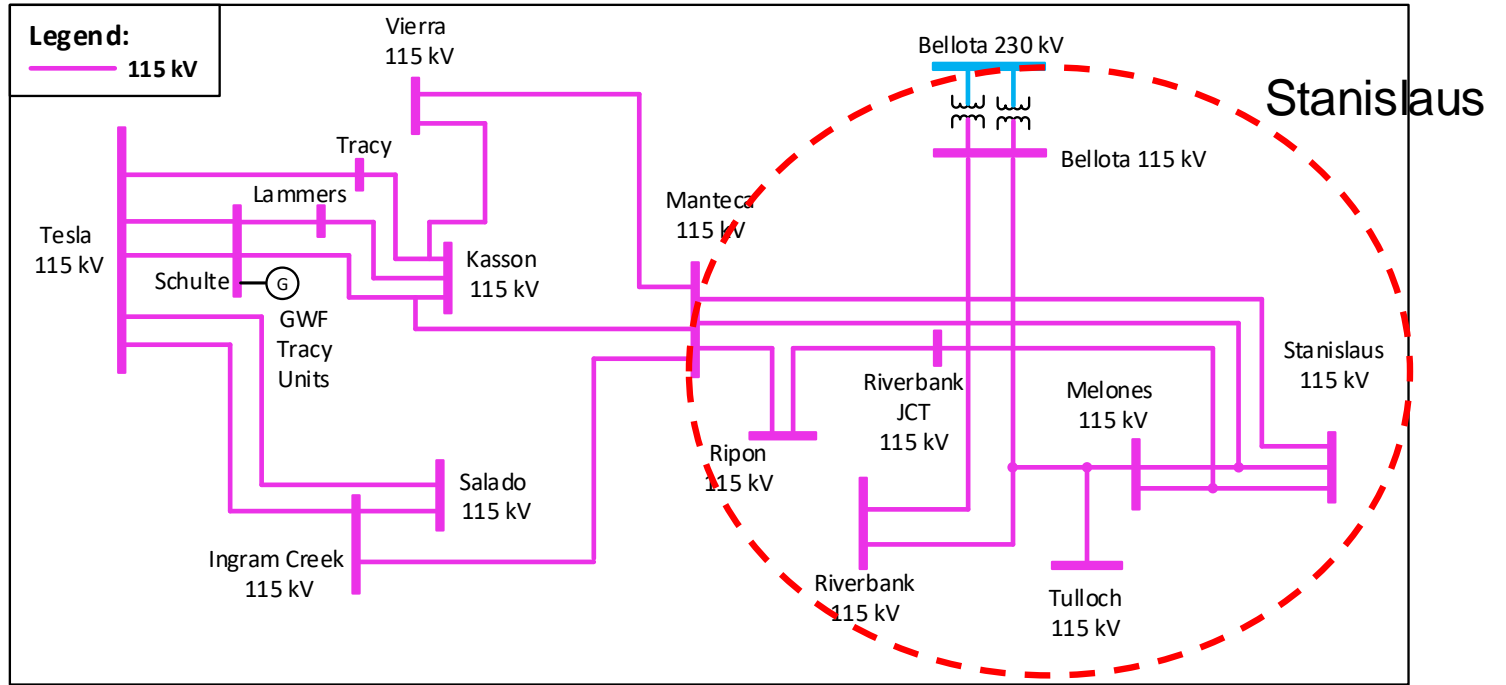 Legend:
115 kV
Vierra
115 kV
Bellota 230 kV
Stanislaus
Bellota 115 kV
Tracy
Lammers
Manteca
115 kV
Tesla
115 kV
Schulte
G
GWF
Tracy
Units
Kasson
115 kV
Stanislaus
115 kV
Riverbank
JCT
115 kV
Melones
115 kV
Ripon
115 kV
Salado
115 kV
Ingram Creek
115 kV
Riverbank
115 kV
Tulloch
115 kV